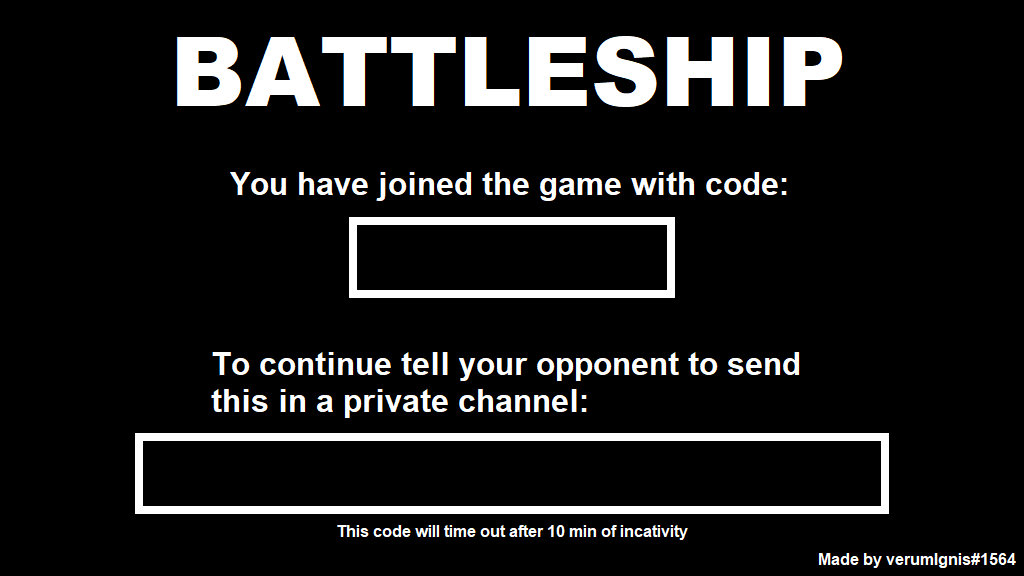 BATTLESHIP
You have joined the game with code:
To continue tell your opponent to send
this in a private channel:
This code will time out after 10 min of incativity
Made by verumIgnis#1564